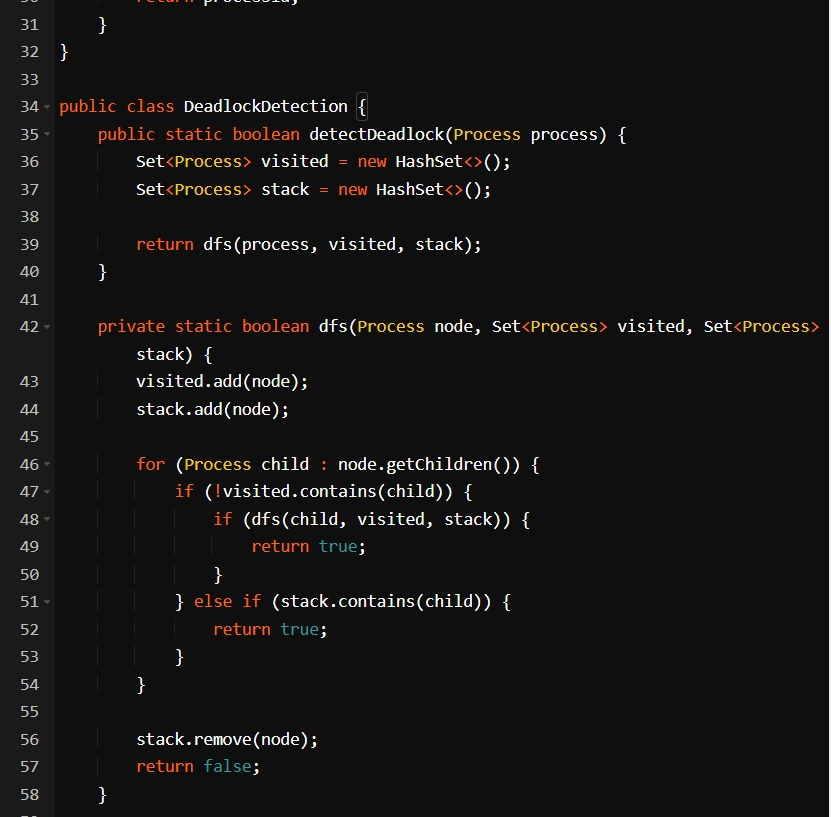 30 return processId;
31 }
32 }
33
34 public class DeadlockDetection {
35 public static boolean detectDeadlock(Process process) {
36 Set<Process> visited = new HashSet<>();
37 Set<Process> stack = new HashSet<>();
38
39 return dfs(process, visited, stack);
40 }
41
42 private static boolean dfs(Process node, Set<Process> visited, Set<Process>
stack) {
43 visited.add(node);
44 stack.add(node);
45
46 for (Process child : node.getChildren()) {
47 if (!visited.contains(child)) {
48 if (dfs(child, visited, stack)) {
49 return true;
50 }
51 } else if (stack.contains(child)) {
52 return true;
53 }
54 }
55
56 stack.remove(node);
57 return false;
58 }